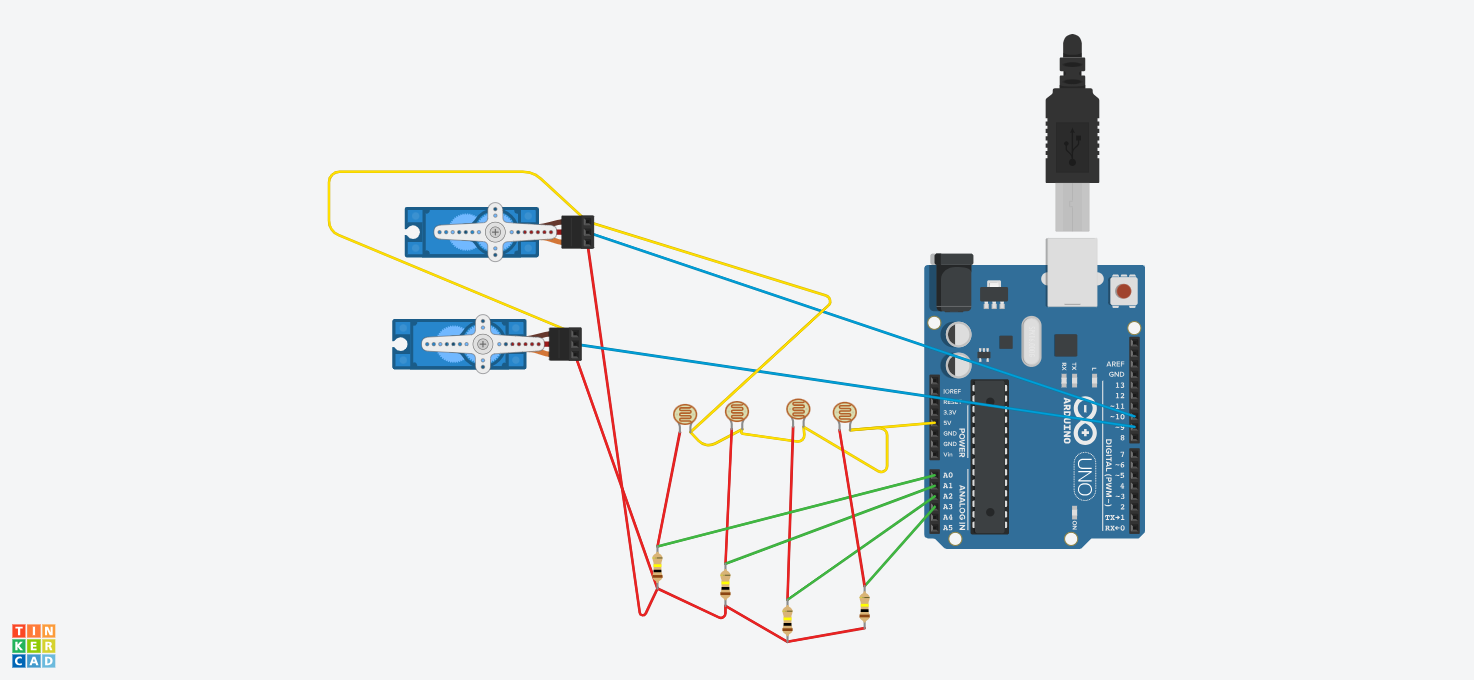 AREF
GND
13
12
~11
~10
~9
8
7
~6
~5
4
~3
2
TX→1
RX←0
IOREF
RESET
3.3V
5V
GND
GND
Vin
A0
A1
A2
A3
A4
A5
POWER
ANALOG IN
DIGITAL (PWM~)
ARDUINO
UNO
RX
TX
L
ON
TIN
KER
CAD